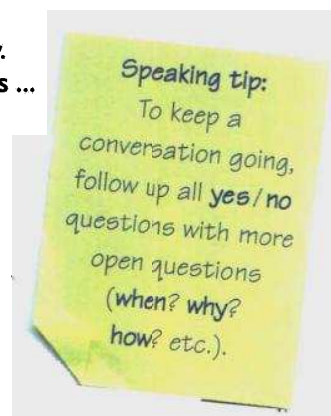 s ...
Speaking tip:
To keep a
conversation going,
follow up all yes/no
questions with more
open questions
(when? why?
how? etc.).